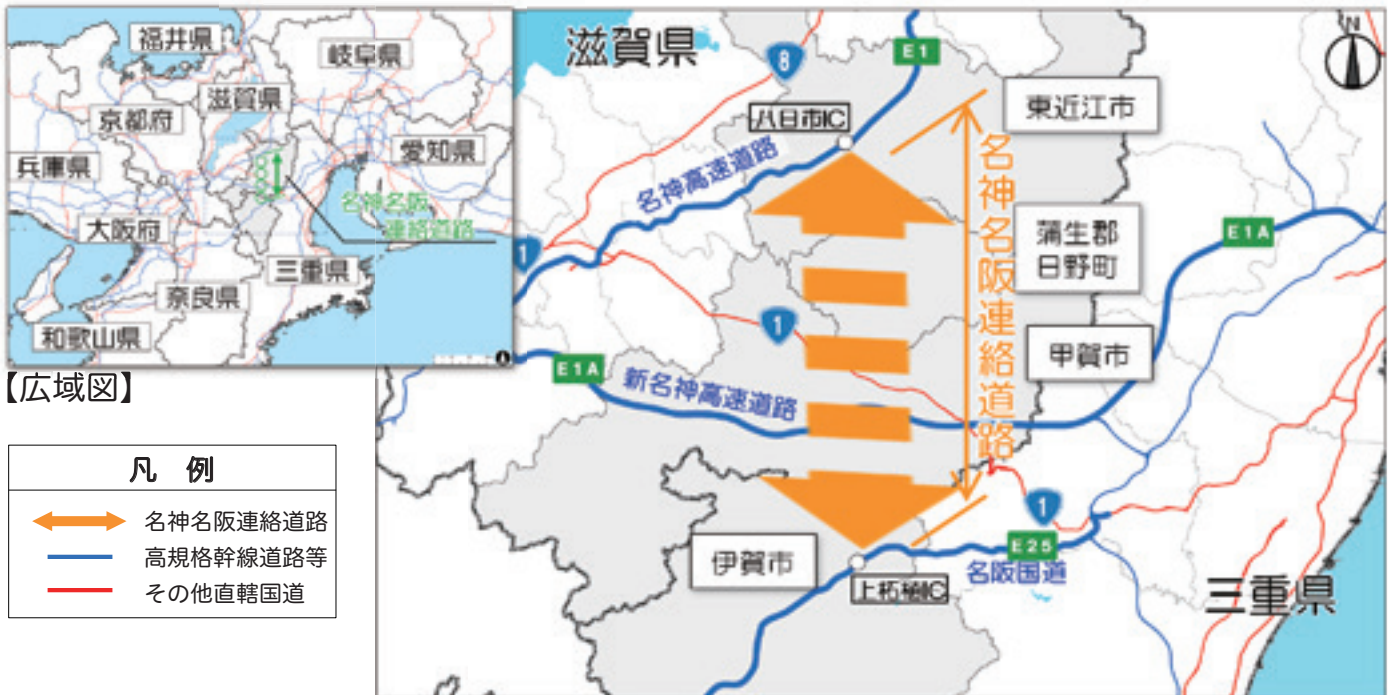 福井県
岐阜県
滋賀県
京都府
兵庫県
愛知県
名神名阪
連絡道路
大阪府
三重県
奈良県
和歌山県
【広域図】
凡 例
名神名阪連絡道路
高規格幹線道路等
その他直轄国道
滋賀県
8
E1
N
東近江市
八日市IC
名神高速道路
名神名阪連絡道路
蒲生郡
日野町
E1A
1
1
甲賀市
E1A
新名神高速道路
1
伊賀市
E25
名阪国道
上柘植IC
三重県